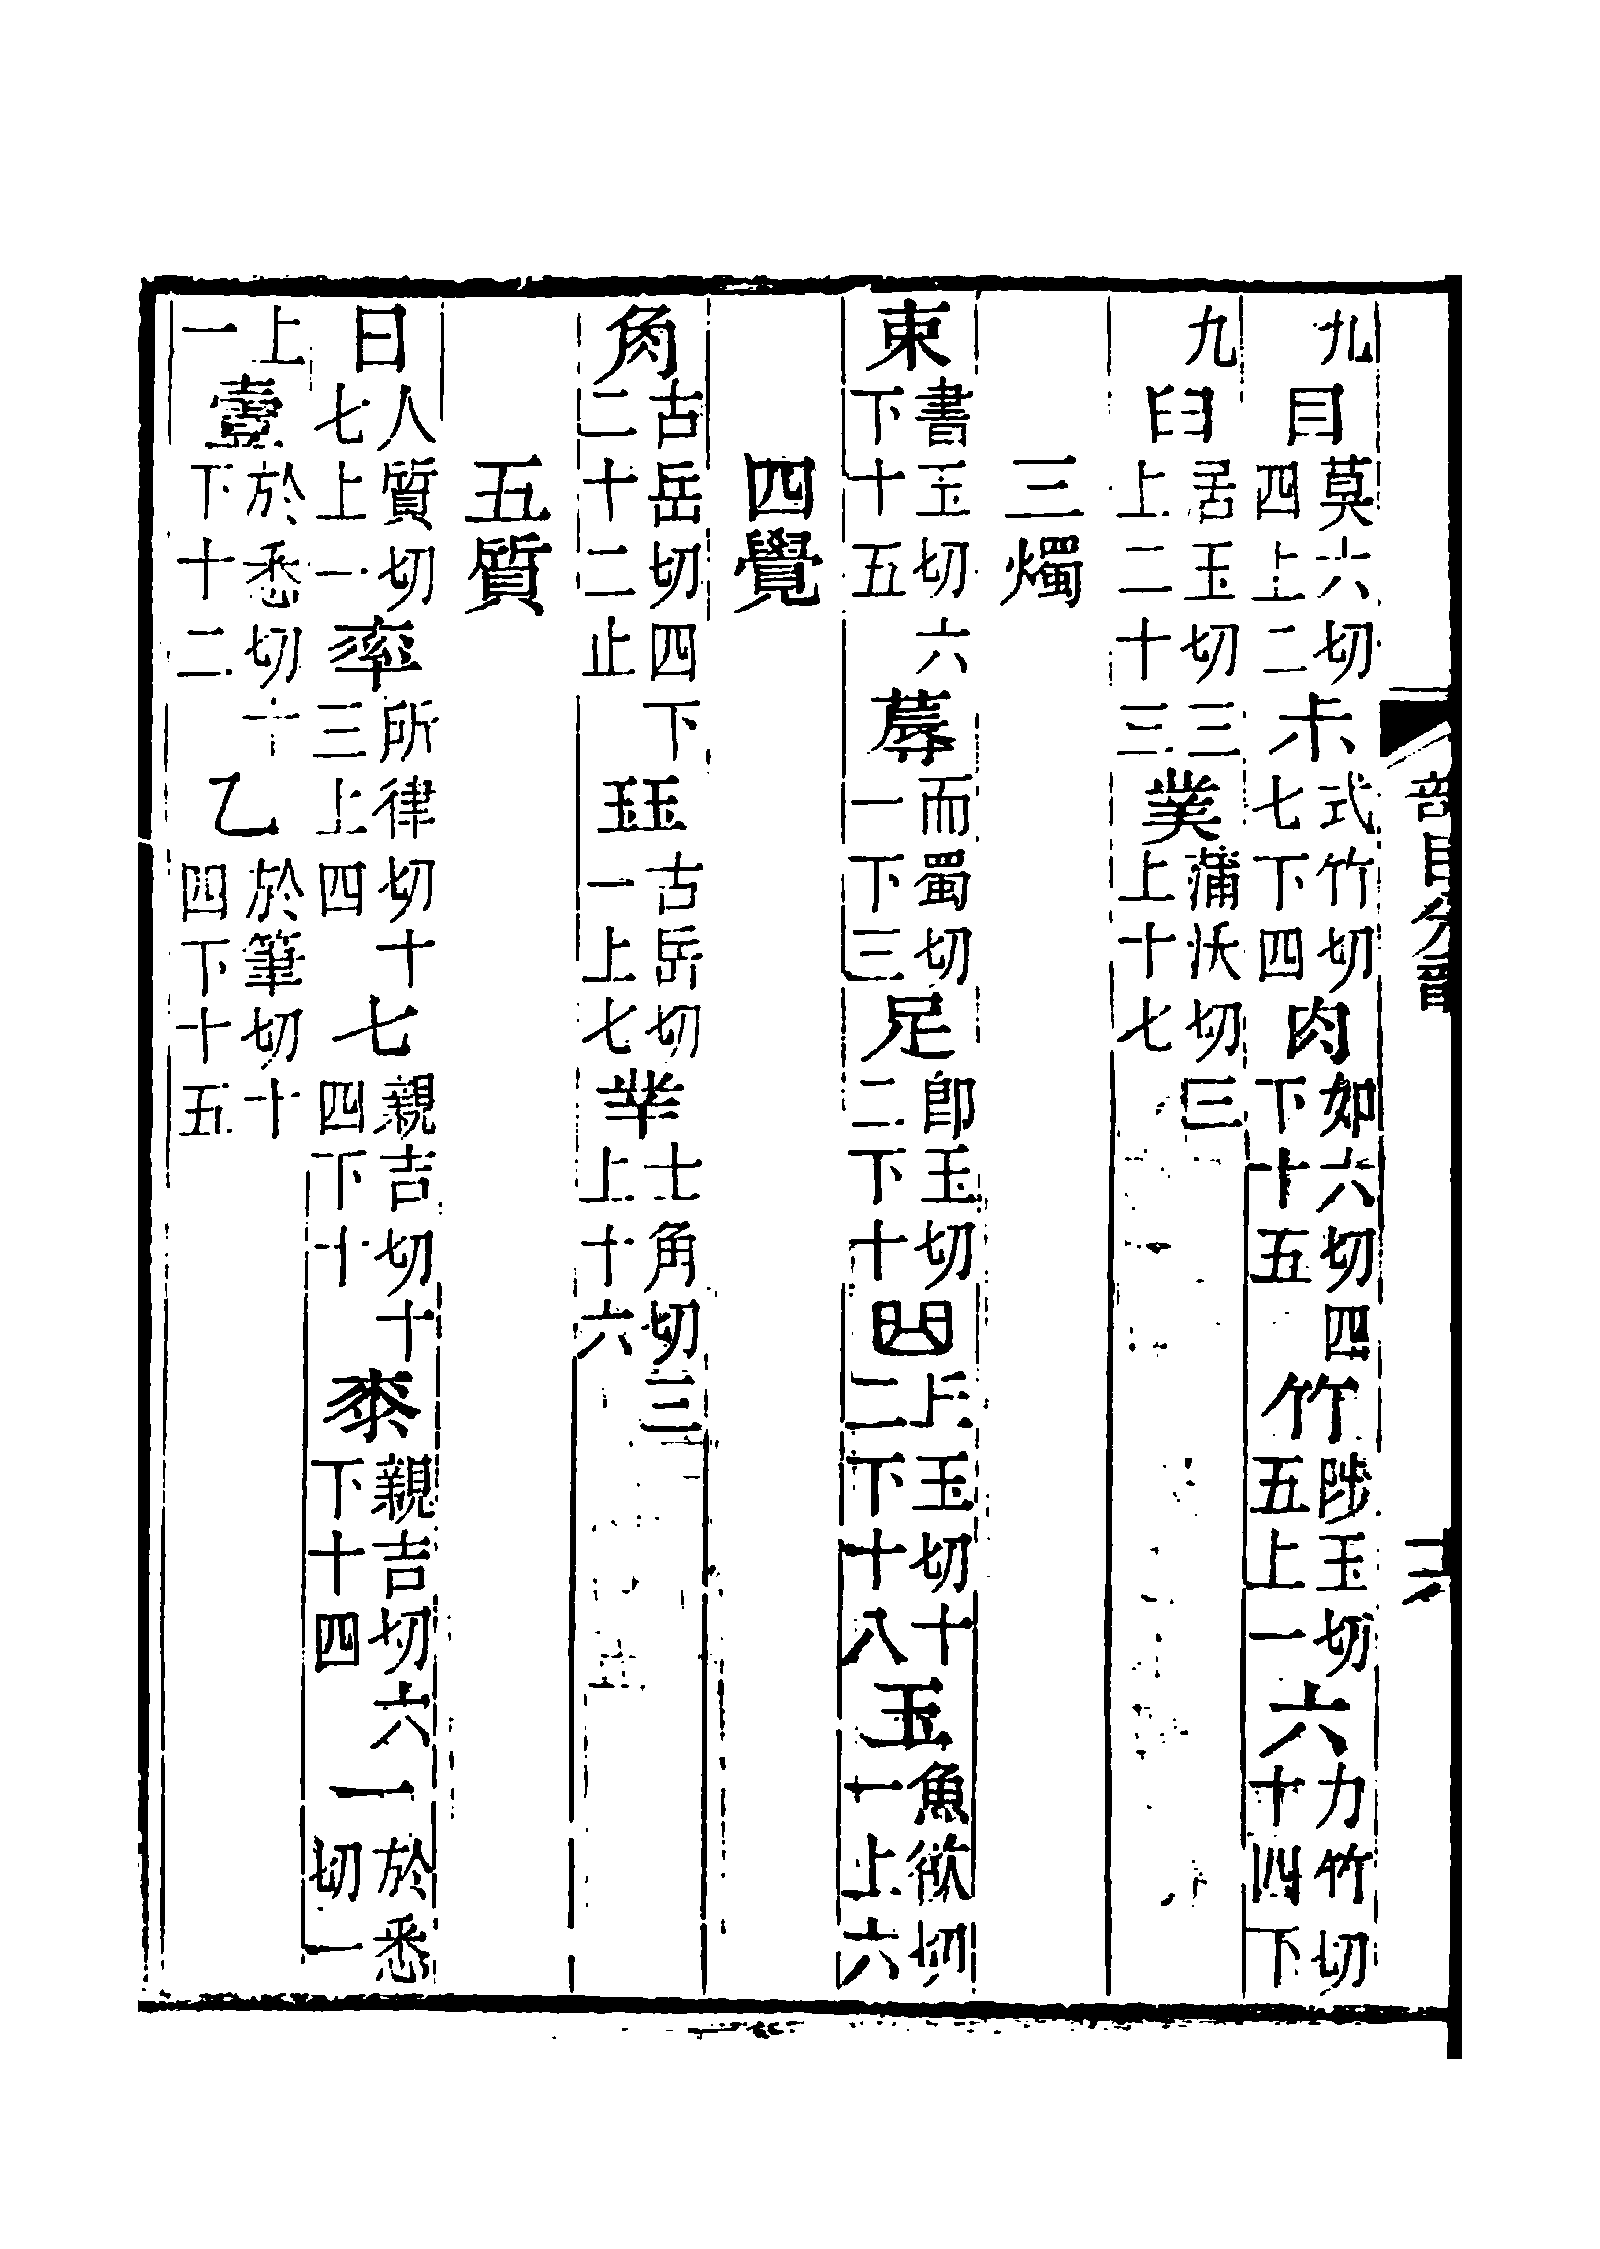 九目莫六切四上二尗式竹切七下四肉如六切四下十五竹陟玉切五上一六力竹切十四下
九𦥑居玉切三上二十三菐蒲沃切三上十七
三燭
束書玉切六下十五蓐而蜀切一下三足即玉切二下十曲丘玉切十二下十八玉魚欲切一上六
四覺
角古岳切四下二十二止玨古岳切一上七丵士角切三上十六
五質
日人質切七上一率所律切十三上四七親吉切十四下十桼親吉切六下十四一於悉切一
上一壹於悉切十下十二乙於筆切十四下十五
部目分韻 十六